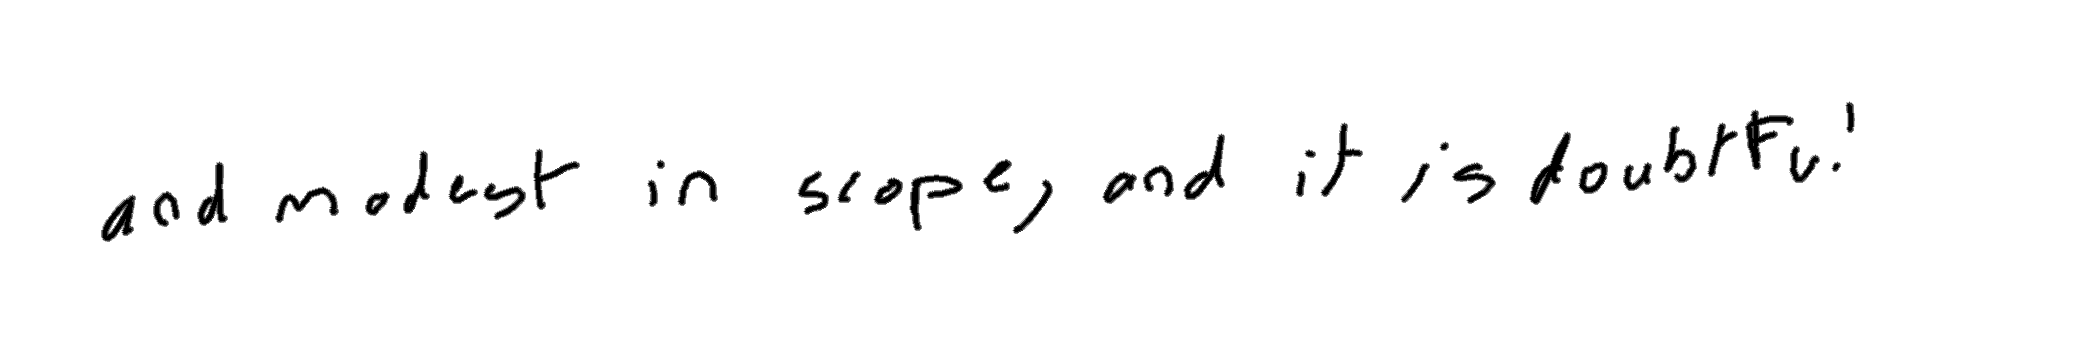 and modest in scope, and it is doubtful